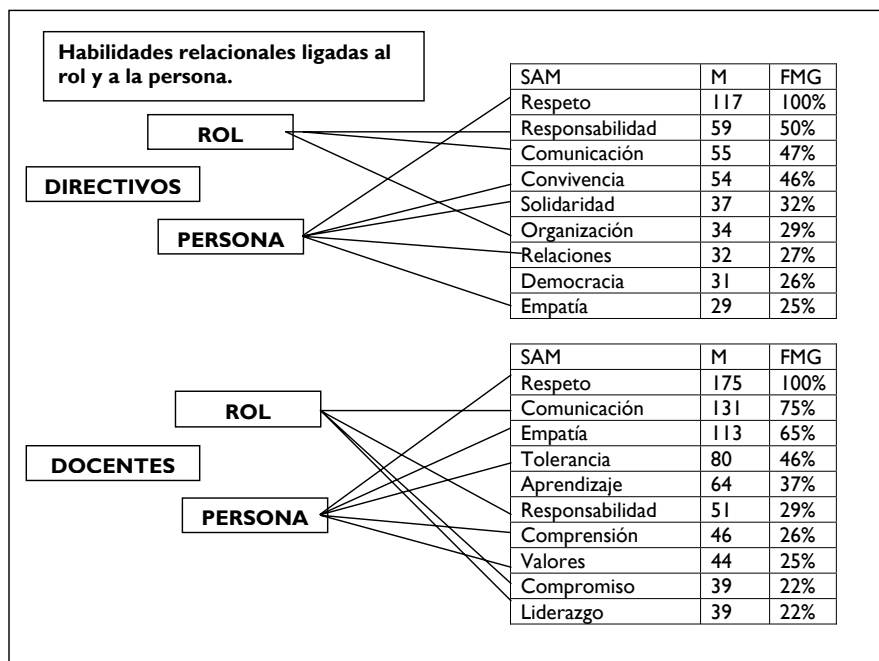 Habilidades relacionales ligadas al
rol y a la persona.
ROL
DIRECTIVOS
PERSONA
SAM M FMG
Respeto 117 100%
Responsabilidad 59 50%
Comunicación 55 47%
Convivencia 54 46%
Solidaridad 37 32%
Organización 34 29%
Relaciones 32 27%
Democracia 31 26%
Empatía 29 25%
ROL
DOCENTES
PERSONA
SAM M FMG
Respeto 175 100%
Comunicación 131 75%
Empatía 113 65%
Tolerancia 80 46%
Aprendizaje 64 37%
Responsabilidad 51 29%
Comprensión 46 26%
Valores 44 25%
Compromiso 39 22%
Liderazgo 39 22%